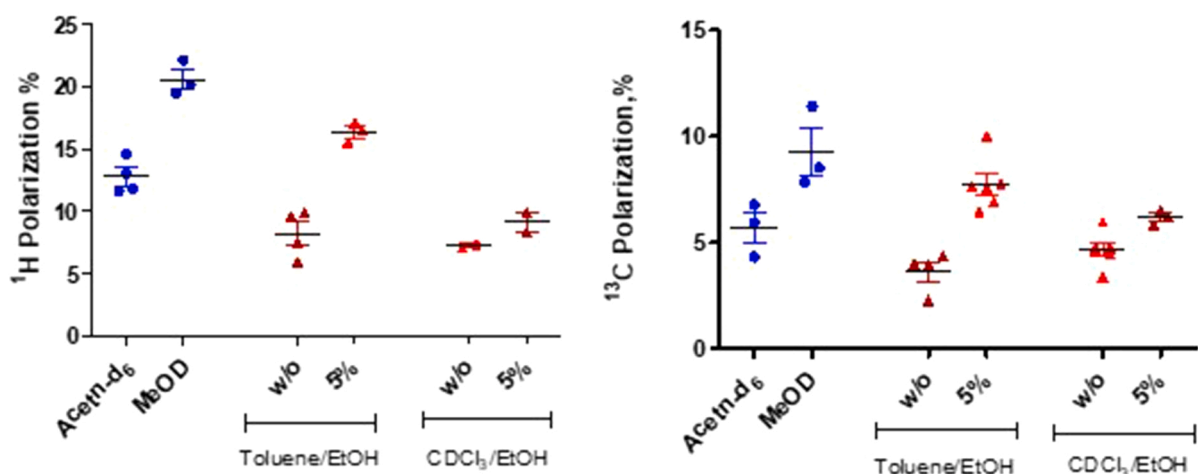 ¹H Polarization %
25
20
15
10
5
0
Acetn-d₆
MeOD
w/o
5%
w/o
5%
Toluene/EtOH
CDCl₃/EtOH
¹³C Polarization,%
15
10
5
0
Acetn-d₆
MeOD
w/o
5%
w/o
5%
Toluene/EtOH
CDCl₃/EtOH